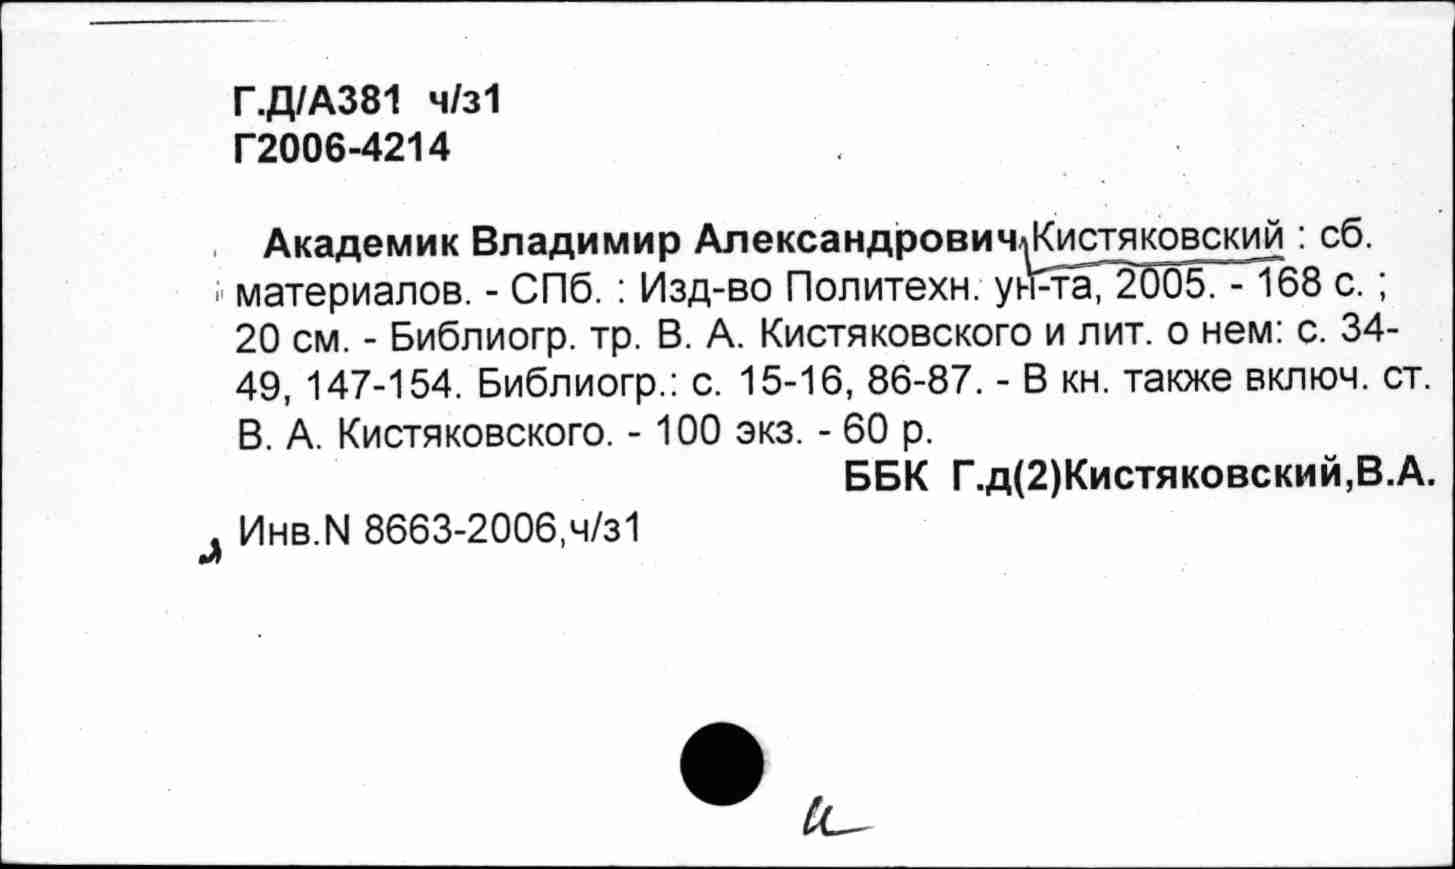 Г.Д/А381 ч/з1
Г2006-4214
Академик Владимир Александрович Кистяковский : сб.
материалов. - СПб. : Изд-во Политехн. ун-та, 2005. - 168 с. ;
20 см. - Библиогр. тр. В. А. Кистяковского и лит. о нем: с. 34-
49, 147-154. Библиогр.: с. 15-16, 86-87. - В кн. также включ. ст.
В. А. Кистяковского. - 100 экз. - 60 р.
ББК Г.д(2)Кистяковский,В.А.
Инв.N 8663-2006,ч/з1